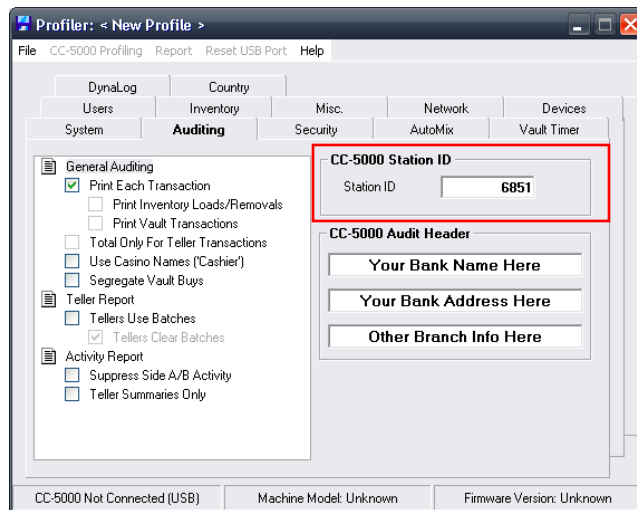 Profiler: < New Profile >
File CC-5000 Profiling Report Reset USB Port Help
DynaLog Country
Users Inventory Misc. Network Devices
System Auditing Security AutoMix Vault Timer
General Auditing
Print Each Transaction
Print Inventory Loads/Removals
Print Vault Transactions
Total Only For Teller Transactions
Use Casino Names ('Cashier')
Segregate Vault Buys
Teller Report
Tellers Use Batches
Tellers Clear Batches
Activity Report
Suppress Side A/B Activity
Teller Summaries Only
CC-5000 Station ID
Station ID 6851
CC-5000 Audit Header
Your Bank Name Here
Your Bank Address Here
Other Branch Info Here
CC-5000 Not Connected (USB) Machine Model: Unknown Firmware Version: Unknown